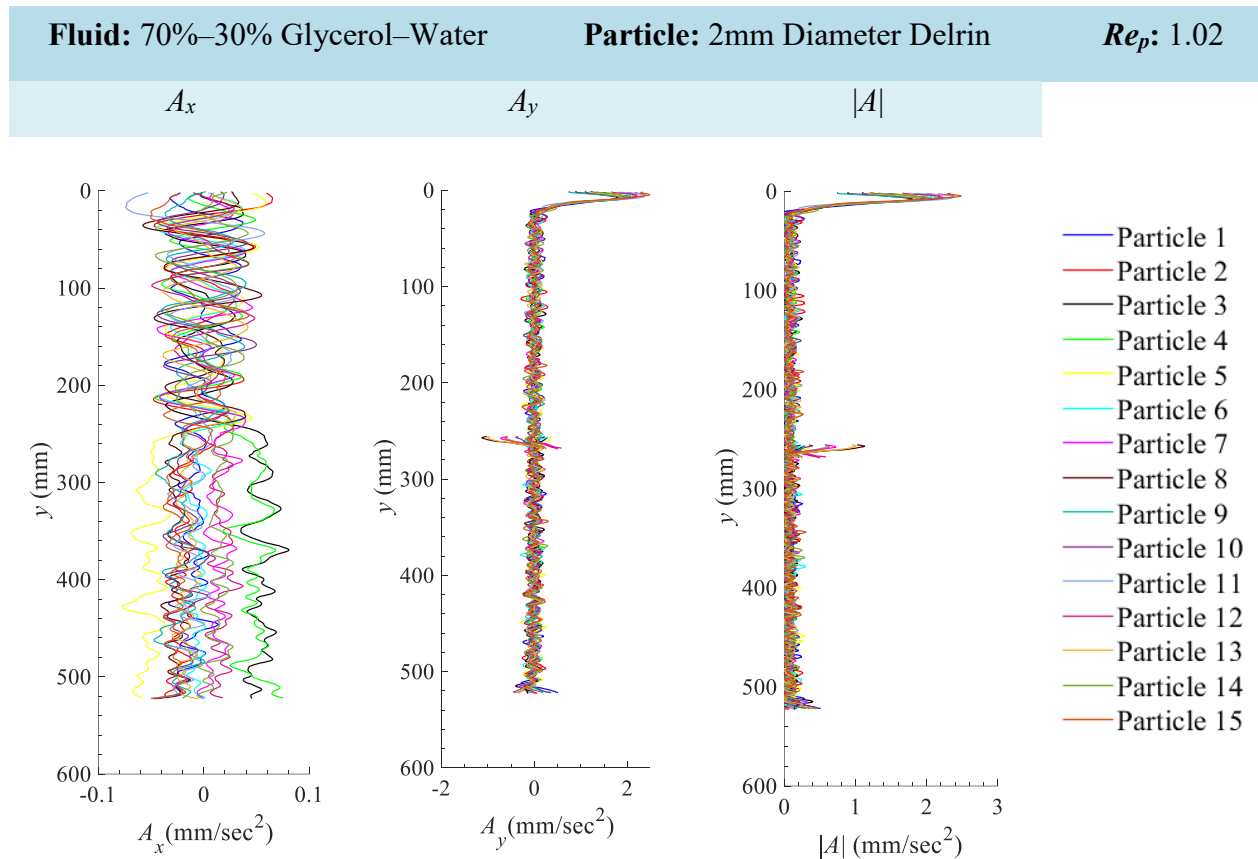 Fluid: 70%–30% Glycerol–Water Particle: 2mm Diameter Delrin Rep: 1.02
Ax Ay |A|
0
100
200
300
400
500
600
-0.1 0 0.1
y (mm)
Ax(mm/sec2)
0
100
200
300
400
500
600
-2 0 2
y (mm)
Ay(mm/sec2)
0
100
200
300
400
500
600
0 1 2 3
y (mm)
|A| (mm/sec2)
Particle 1
Particle 2
Particle 3
Particle 4
Particle 5
Particle 6
Particle 7
Particle 8
Particle 9
Particle 10
Particle 11
Particle 12
Particle 13
Particle 14
Particle 15